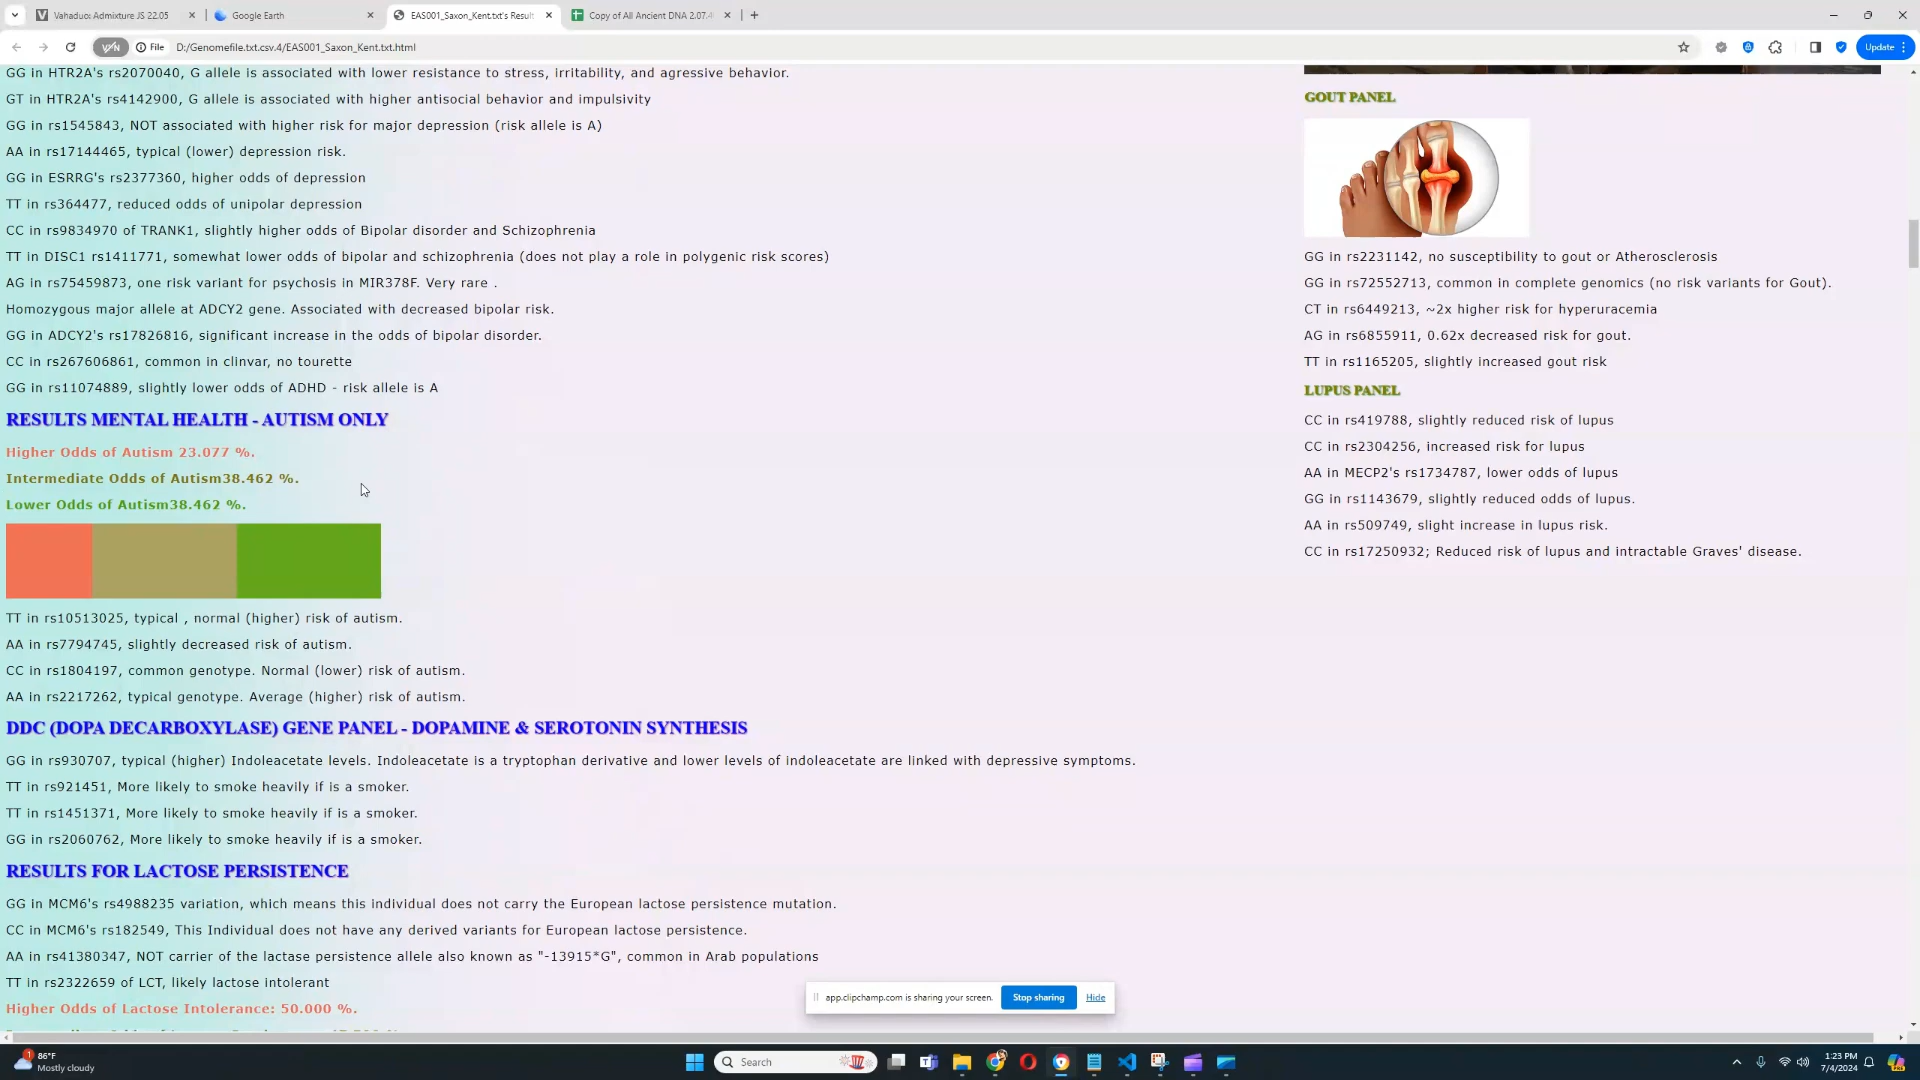 Vahaduo: Admixture JS 22.05
Google Earth
EAS001_Saxon_Kent.txt's Result
Copy of All Ancient DNA 2.07.4
VPN
File
D:/Genomefile.txt.csv.4/EAS001_Saxon_Kent.txt.html
Update
GG in HTR2A's rs2070040, G allele is associated with lower resistance to stress, irritability, and agressive behavior.
GT in HTR2A's rs4142900, G allele is associated with higher antisocial behavior and impulsivity
GG in rs1545843, NOT associated with higher risk for major depression (risk allele is A)
AA in rs17144465, typical (lower) depression risk.
GG in ESRRG's rs2377360, higher odds of depression
TT in rs364477, reduced odds of unipolar depression
CC in rs9834970 of TRANK1, slightly higher odds of Bipolar disorder and Schizophrenia
TT in DISC1 rs1411771, somewhat lower odds of bipolar and schizophrenia (does not play a role in polygenic risk scores)
AG in rs75459873, one risk variant for psychosis in MIR378F. Very rare .
Homozygous major allele at ADCY2 gene. Associated with decreased bipolar risk.
GG in ADCY2's rs17826816, significant increase in the odds of bipolar disorder.
CC in rs267606861, common in clinvar, no tourette
GG in rs11074889, slightly lower odds of ADHD - risk allele is A
RESULTS MENTAL HEALTH - AUTISM ONLY
Higher Odds of Autism 23.077 %.
Intermediate Odds of Autism38.462 %.
Lower Odds of Autism38.462 %.
TT in rs10513025, typical , normal (higher) risk of autism.
AA in rs7794745, slightly decreased risk of autism.
CC in rs1804197, common genotype. Normal (lower) risk of autism.
AA in rs2217262, typical genotype. Average (higher) risk of autism.
DDC (DOPA DECARBOXYLASE) GENE PANEL - DOPAMINE & SEROTONIN SYNTHESIS
GG in rs930707, typical (higher) Indoleacetate levels. Indoleacetate is a tryptophan derivative and lower levels of indoleacetate are linked with depressive symptoms.
TT in rs921451, More likely to smoke heavily if is a smoker.
TT in rs1451371, More likely to smoke heavily if is a smoker.
GG in rs2060762, More likely to smoke heavily if is a smoker.
RESULTS FOR LACTOSE PERSISTENCE
GG in MCM6's rs4988235 variation, which means this individual does not carry the European lactose persistence mutation.
CC in MCM6's rs182549, This Individual does not have any derived variants for European lactose persistence.
AA in rs41380347, NOT carrier of the lactase persistence allele also known as "-13915*G", common in Arab populations
TT in rs2322659 of LCT, likely lactose intolerant
Higher Odds of Lactose Intolerance: 50.000 %.
GOUT PANEL
GG in rs2231142, no susceptibility to gout or Atherosclerosis
GG in rs72552713, common in complete genomics (no risk variants for Gout).
CT in rs6449213, ~2x higher risk for hyperuracemia
AG in rs6855911, 0.62x decreased risk for gout.
TT in rs1165205, slightly increased gout risk
LUPUS PANEL
CC in rs419788, slightly reduced risk of lupus
CC in rs2304256, increased risk for lupus
AA in MECP2's rs1734787, lower odds of lupus
GG in rs1143679, slightly reduced odds of lupus.
AA in rs509749, slight increase in lupus risk.
CC in rs17250932; Reduced risk of lupus and intractable Graves' disease.
app.clipchamp.com is sharing your screen.
Stop sharing
Hide
1
86°F
Mostly cloudy
Search
1:23 PM
7/4/2024